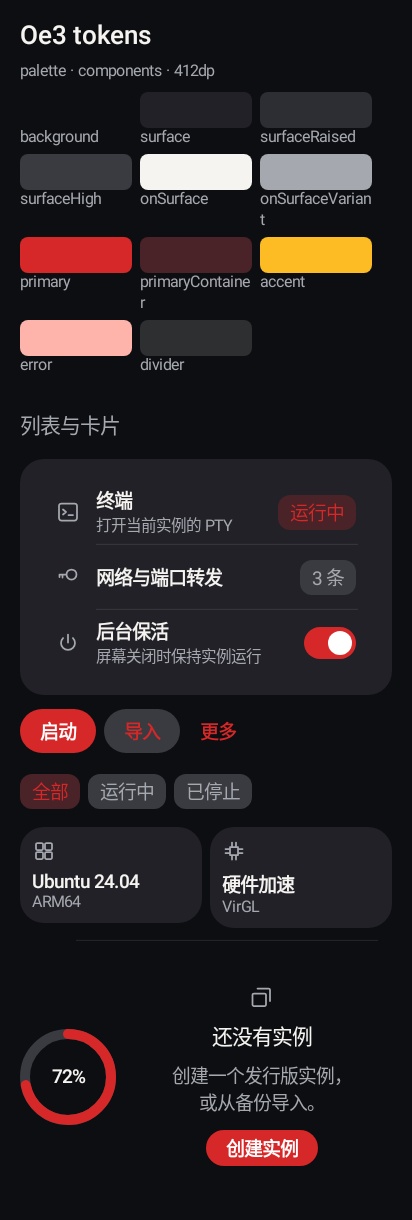 Oe3 tokens
palette · components · 412dp
background
surface
surfaceRaised
surfaceHigh
onSurface
onSurfaceVarian
t
primary
primaryContaine
r
accent
error
divider
列表与卡片
终端
打开当前实例的 PTY
运行中
网络与端口转发
3 条
后台保活
屏幕关闭时保持实例运行
启动
导入
更多
全部
运行中
已停止
Ubuntu 24.04
ARM64
硬件加速
VirGL
72%
还没有实例
创建一个发行版实例，
或从备份导入。
创建实例